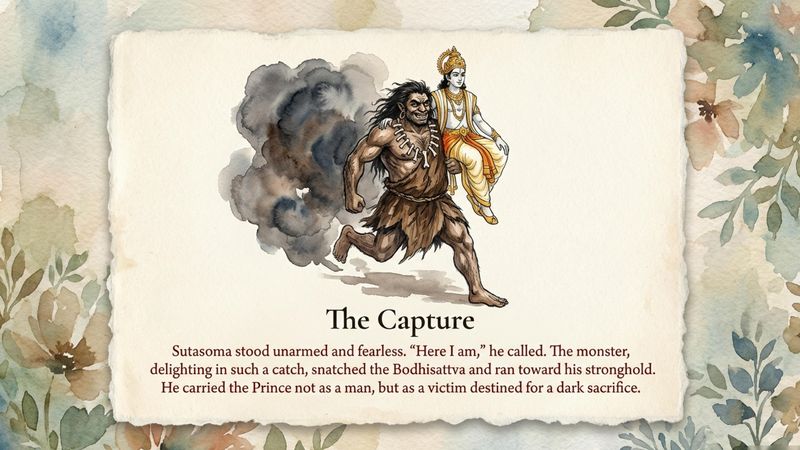 The Capture
Sutasoma stood unarmed and fearless. “Here I am,” he called. The monster,
delighting in such a catch, snatched the Bodhisattva and ran toward his stronghold.
He carried the Prince not as a man, but as a victim destined for a dark sacrifice.